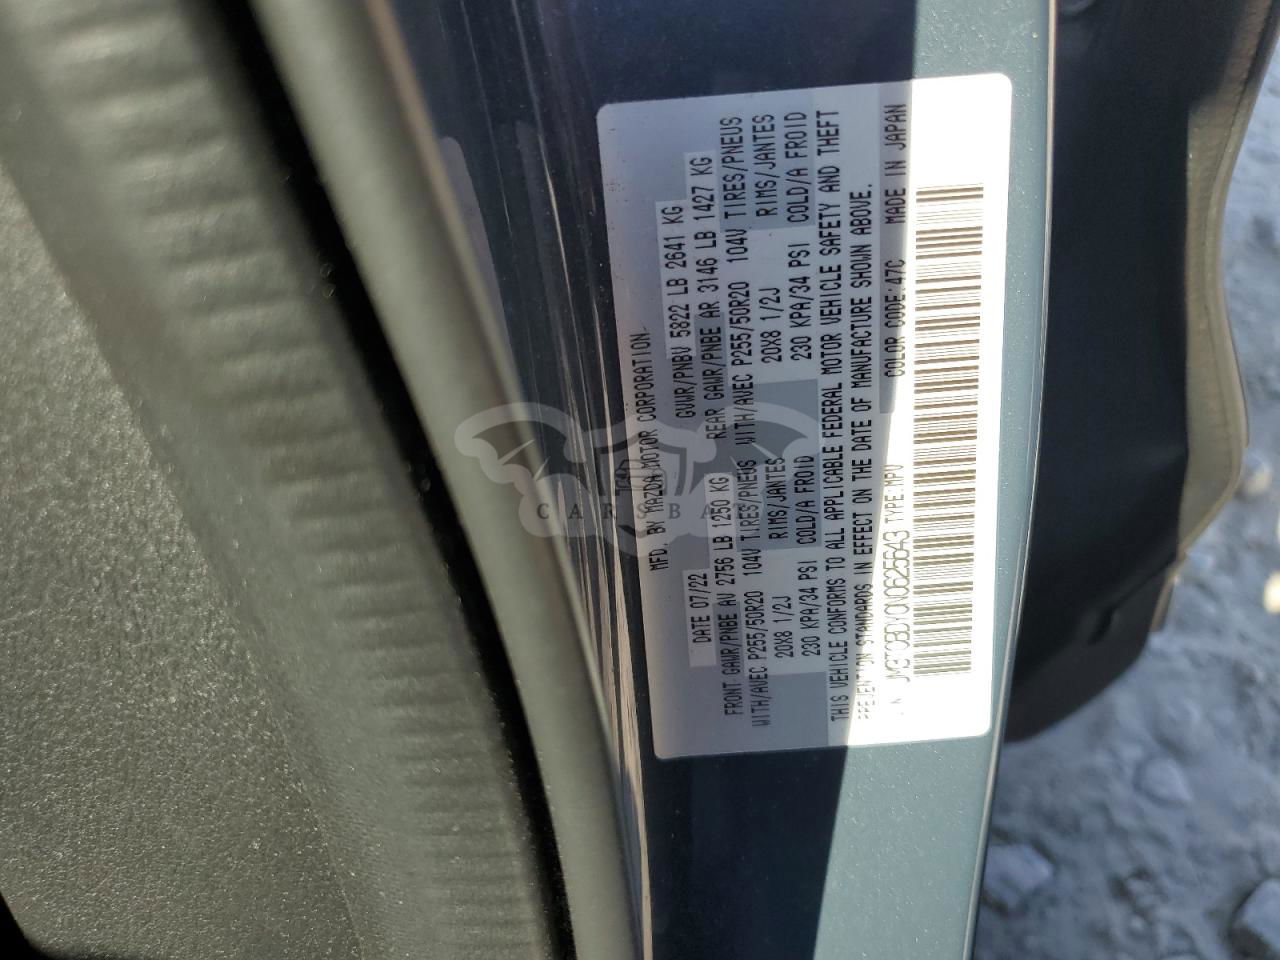 MFD. BY MAZDA MOTOR CORPORATION
DATE 07/22 GVWR/PNBV 5822 LB 2641 KG
FRONT GAWR/PNBE AV 2756 LB 1250 KG REAR GAWR/PNBE AR 3146 LB 1427 KG
WITH/AVEC P255/50R20 104V TIRES/PNEUS WITH/AVEC P255/50R20 104V TIRES/PNEUS
20X8 1/2J RIMS/JANTES 20X8 1/2J RIMS/JANTES
230 KPA/34 PSI COLD/A FROID 230 KPA/34 PSI COLD/A FROID
THIS VEHICLE CONFORMS TO ALL APPLICABLE FEDERAL MOTOR VEHICLE SAFETY AND THEFT
PREVENTION STANDARDS IN EFFECT ON THE DATE OF MANUFACTURE SHOWN ABOVE.
TYPE:MPV COLOR CODE:47C MADE IN JAPAN
CARSBAT